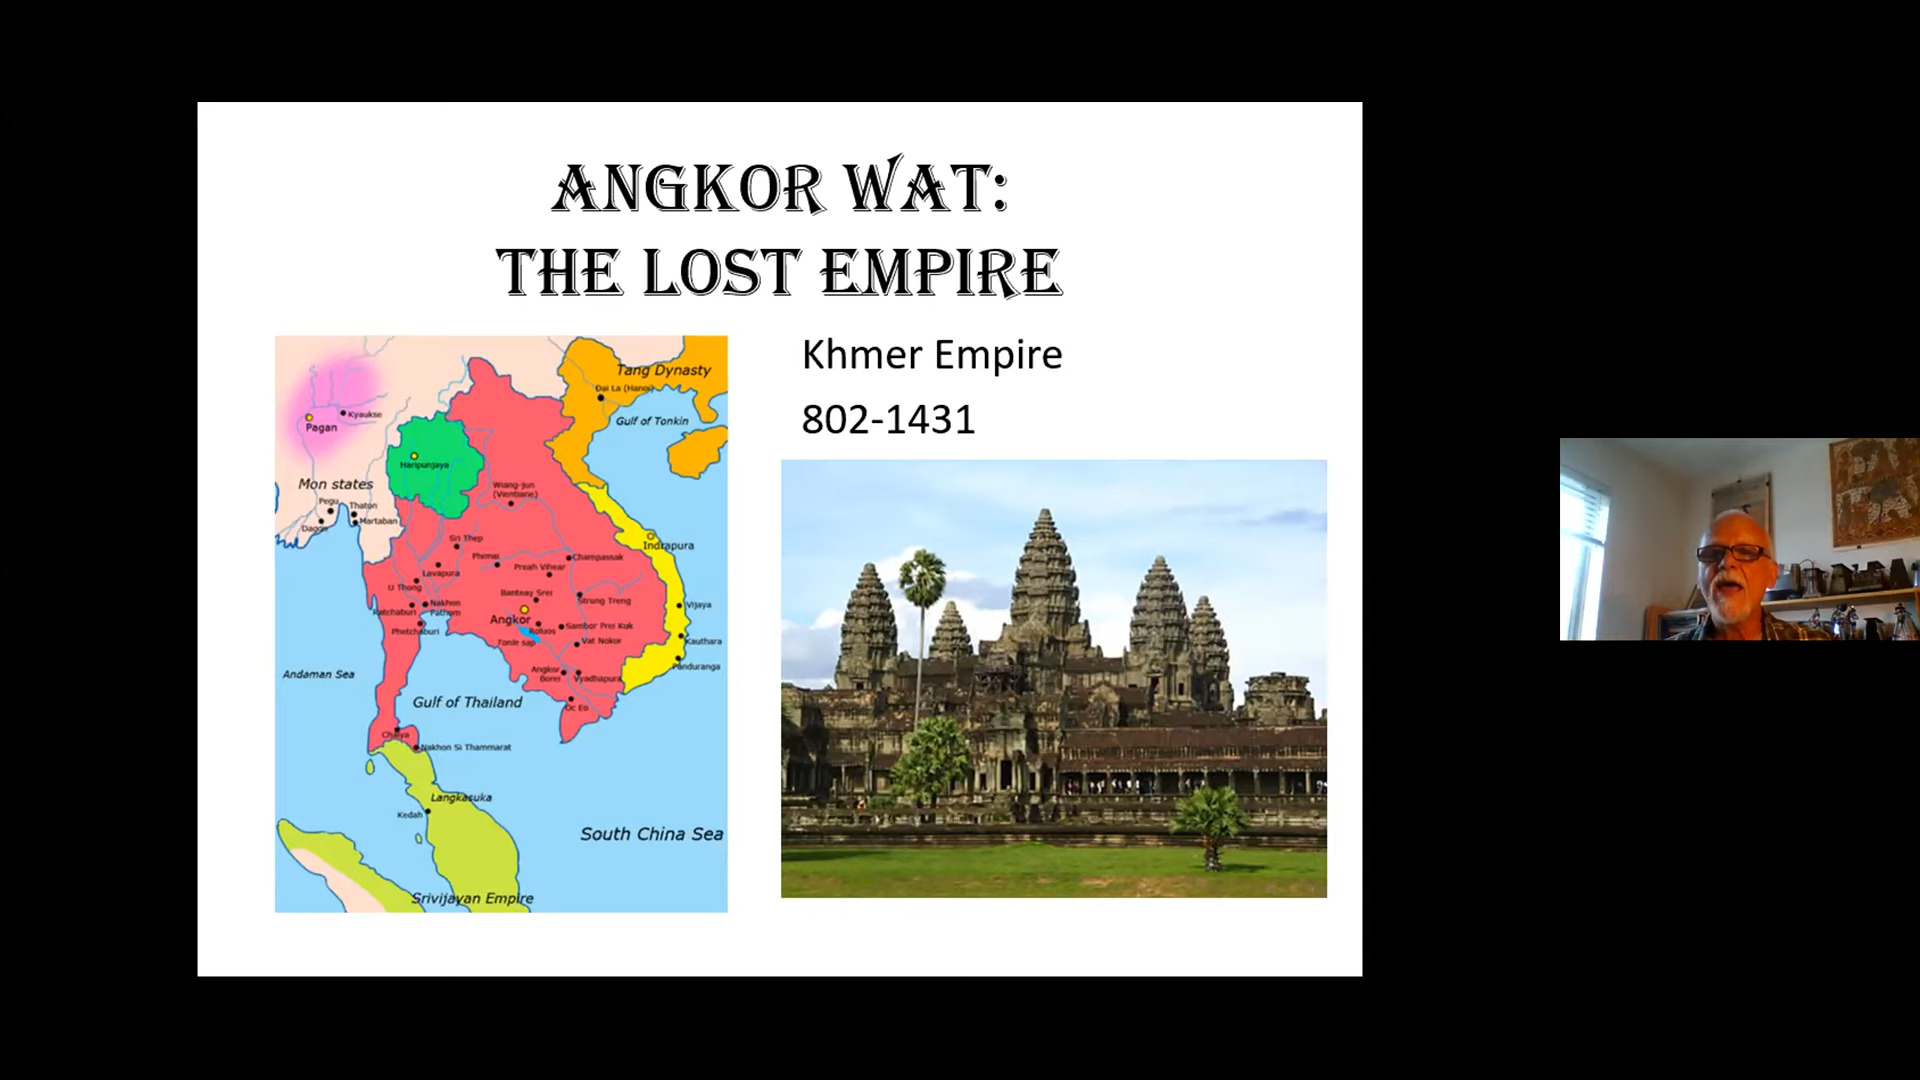 ANGKOR WAT:
THE LOST EMPIRE
Khmer Empire
802-1431
Tang Dynasty
Dai La (Hanoi)
Gulf of Tonkin
Kyaukse
Pagan
Haripunjaya
Mon states
Pegu
Thaton
Dagon
Martaban
Wiang-jun
(Vientiane)
Indrapura
Sri Thep
Phimai
Champassak
Lavapura
Preah Vihear
U Thong
Banteay Srei
Strung Treng
Ratchaburi
Nakhon
Pathom
Vijaya
Angkor
Roluos
Sambor Prei Kuk
Phetchaburi
Tonle sap
Vat Nokor
Kauthara
Panduranga
Andaman Sea
Angkor
Borei
Vyadhapura
Gulf of Thailand
Oc Eo
Chaiya
Nakhon Si Thammarat
Langkasuka
Kedah
South China Sea
Srivijayan Empire